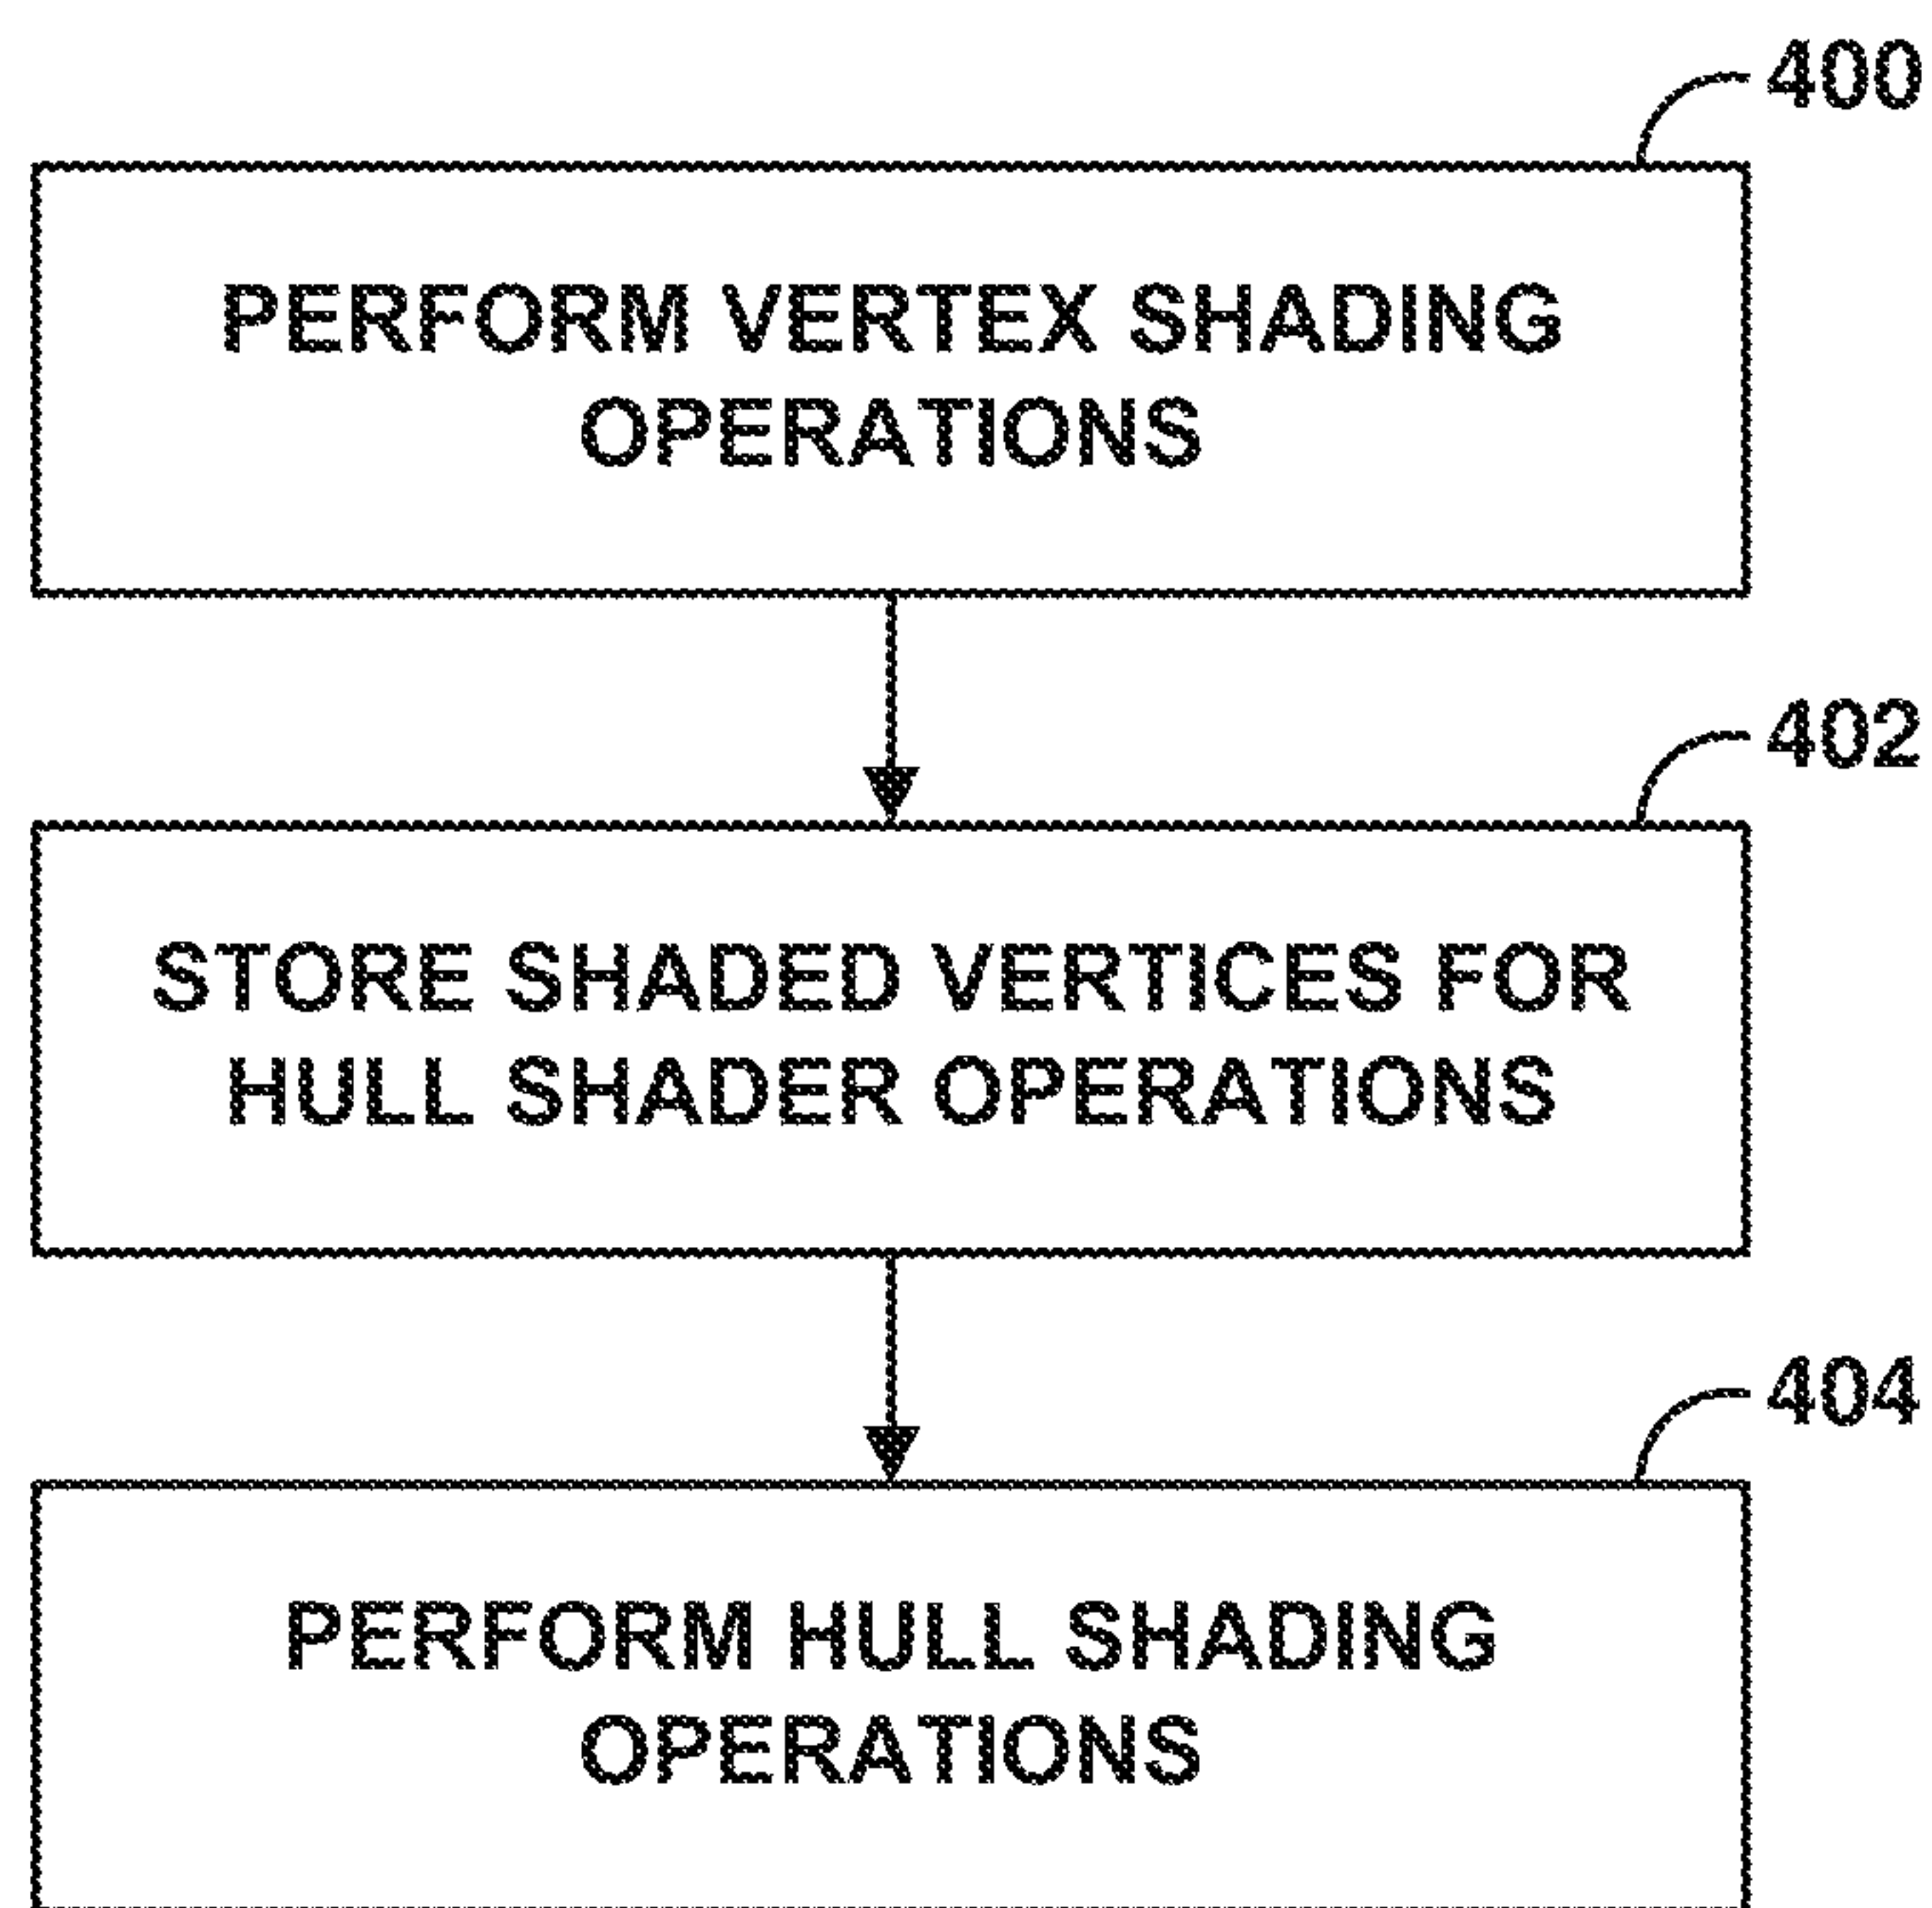 400
PERFORM VERTEX SHADING
OPERATIONS
402
STORE SHADED VERTICES FOR
HULL SHADER OPERATIONS
404
PERFORM HULL SHADING
OPERATIONS